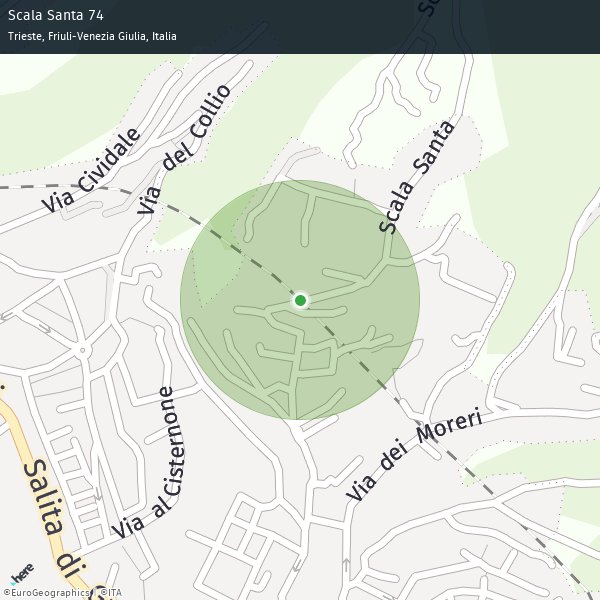 Scala Santa 74
Trieste, Friuli-Venezia Giulia, Italia
Via Cividale
Via del Collio
Scala Santa
Via al Cisternone
Via dei Moreri
Salita di
here
©EuroGeographics | ©ITA